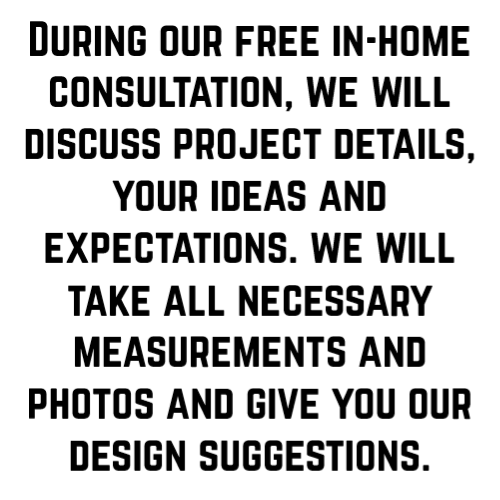 During our free in-home
consultation, we will
discuss project details,
your ideas and
expectations. we will
take all necessary
measurements and
photos and give you our
design suggestions.